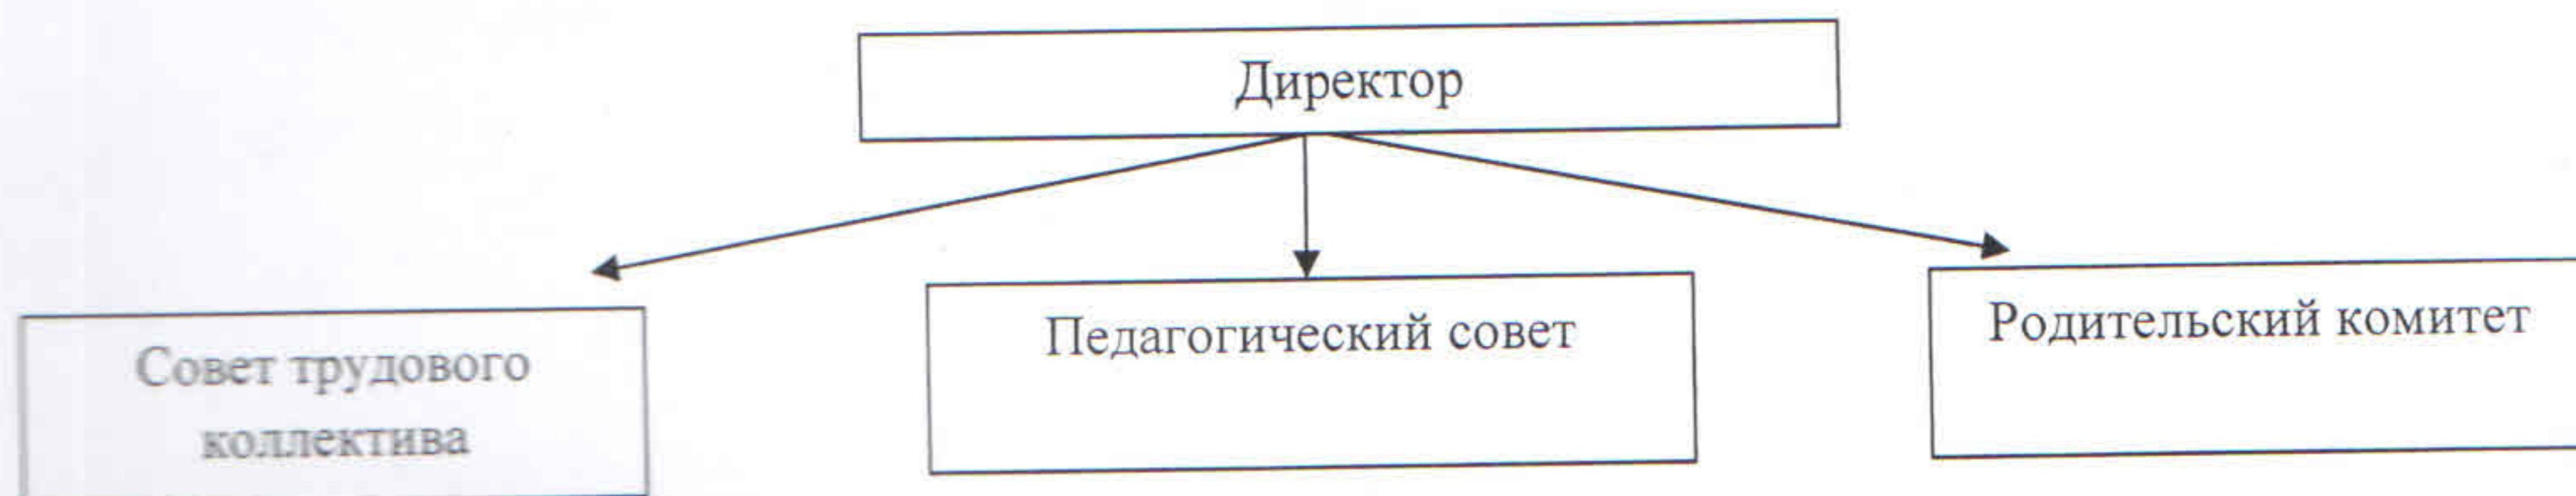 Директор
Совет трудового
коллектива
Педагогический совет
Родительский комитет